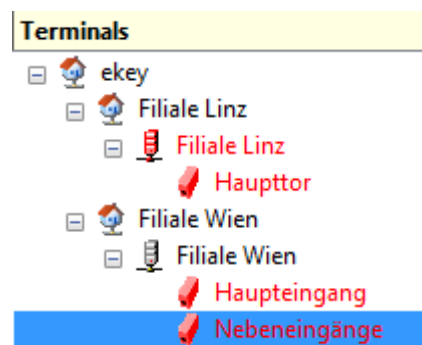 Terminals
ekey
Filiale Linz
Filiale Linz
Haupttor
Filiale Wien
Filiale Wien
Haupteingang
Nebeneingänge